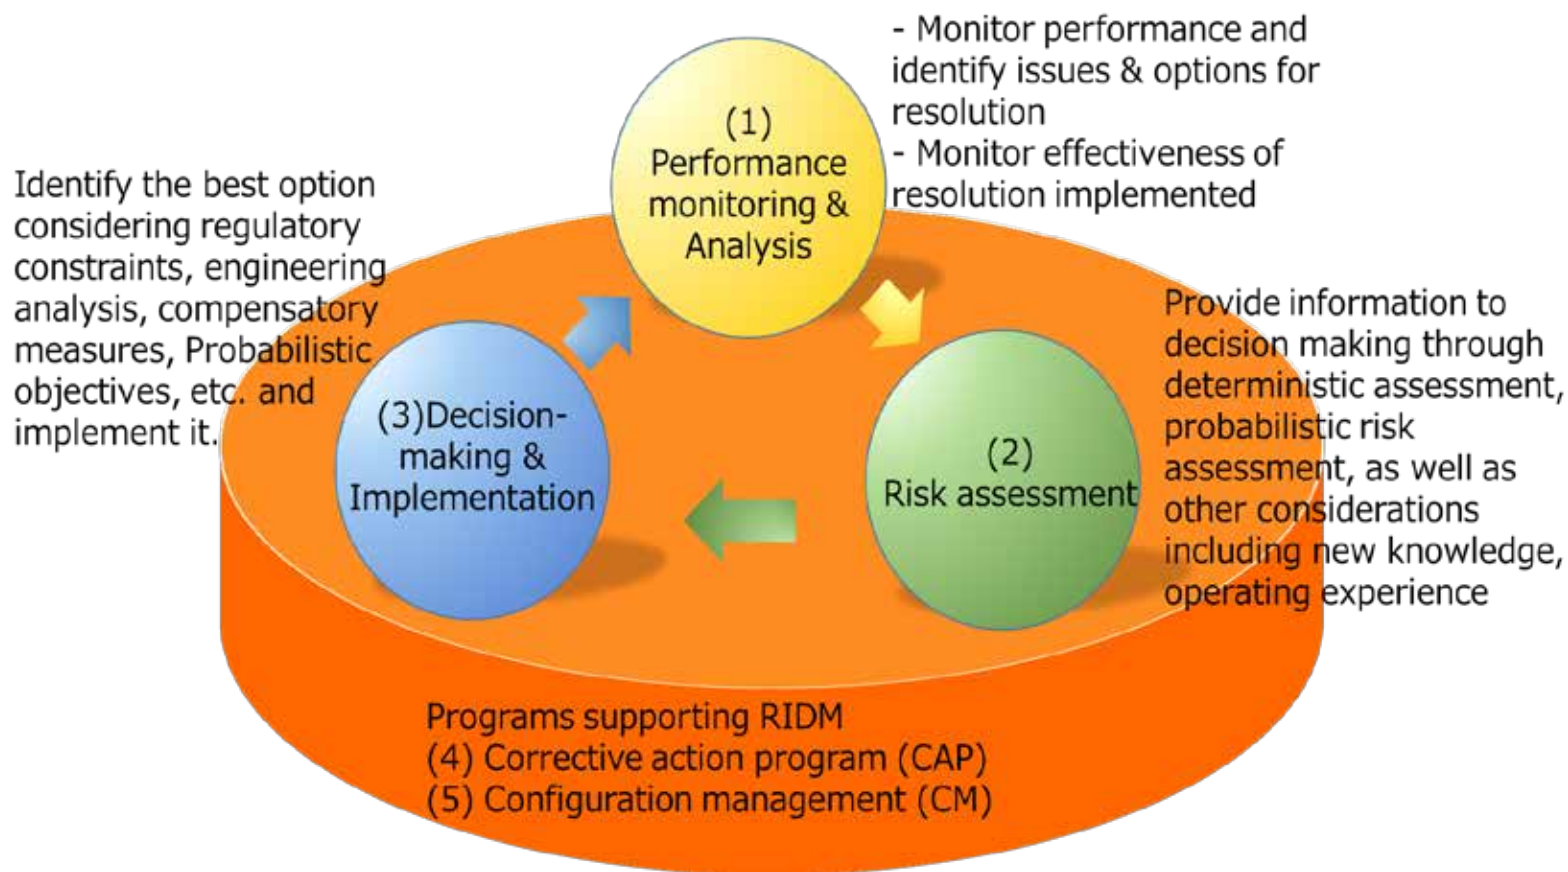 - Monitor performance and
identify issues & options for
resolution
- Monitor effectiveness of
resolution implemented
(1)
Performance
monitoring &
Analysis
Identify the best option
considering regulatory
constraints, engineering
analysis, compensatory
measures, Probabilistic
objectives, etc. and
implement it.
Provide information to
decision making through
deterministic assessment,
probabilistic risk
assessment, as well as
other considerations
including new knowledge,
operating experience
(2)
Risk assessment
(3)Decision-
making &
Implementation
Programs supporting RIDM
(4) Corrective action program (CAP)
(5) Configuration management (CM)